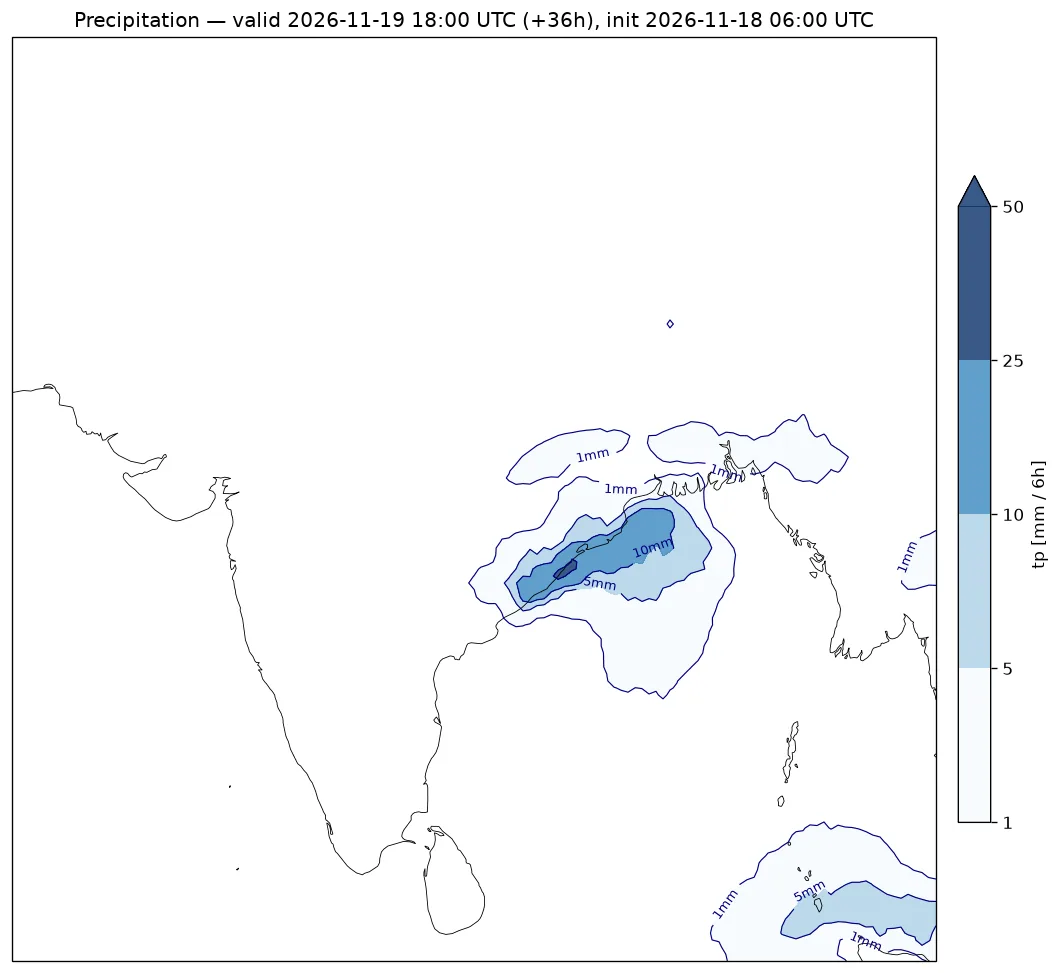 Precipitation — valid 2026-11-19 18:00 UTC (+36h), init 2026-11-18 06:00 UTC
50
25
10
5
1
tp [mm / 6h]
1mm
1mm
1mm
1mm
10mm
5mm
5mm
1mm
1mm